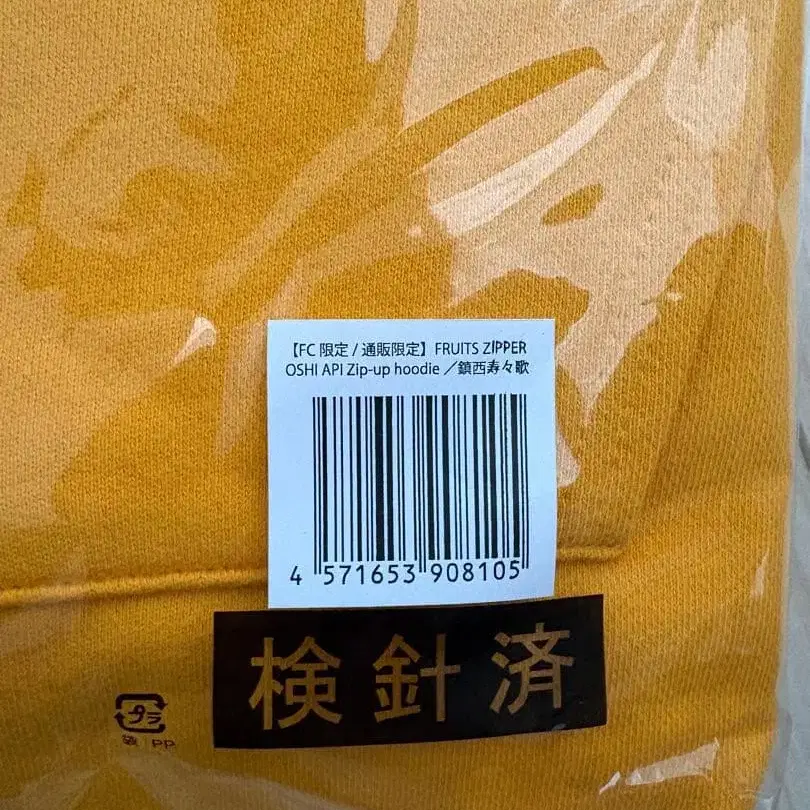 【FC 限定 / 通販限定】FRUITS ZIPPER
OSHI API Zip-up hoodie ／鎮西寿々歌
4 571653 908105
検針済
プラ
袋 PP